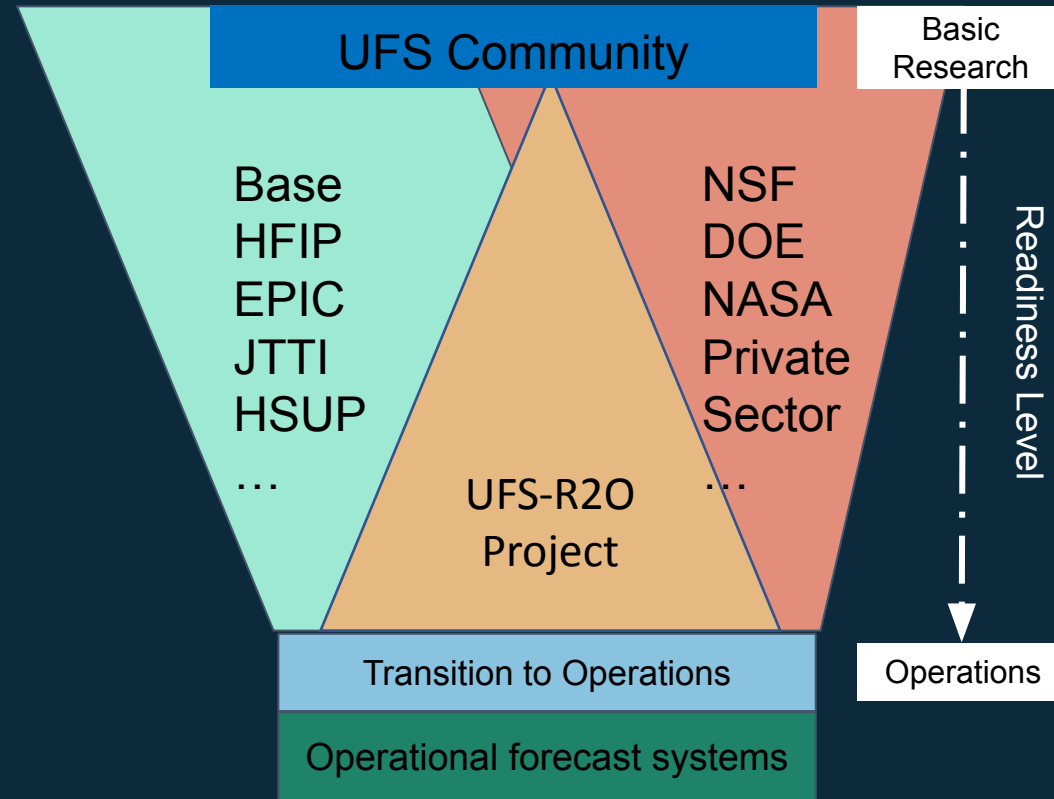 UFS Community
Basic
Research
Base
HFIP
EPIC
JTTI
HSUP
…
NSF
DOE
NASA
Private
Sector
…
UFS-R2O
Project
Readiness Level
Transition to Operations
Operations
Operational forecast systems